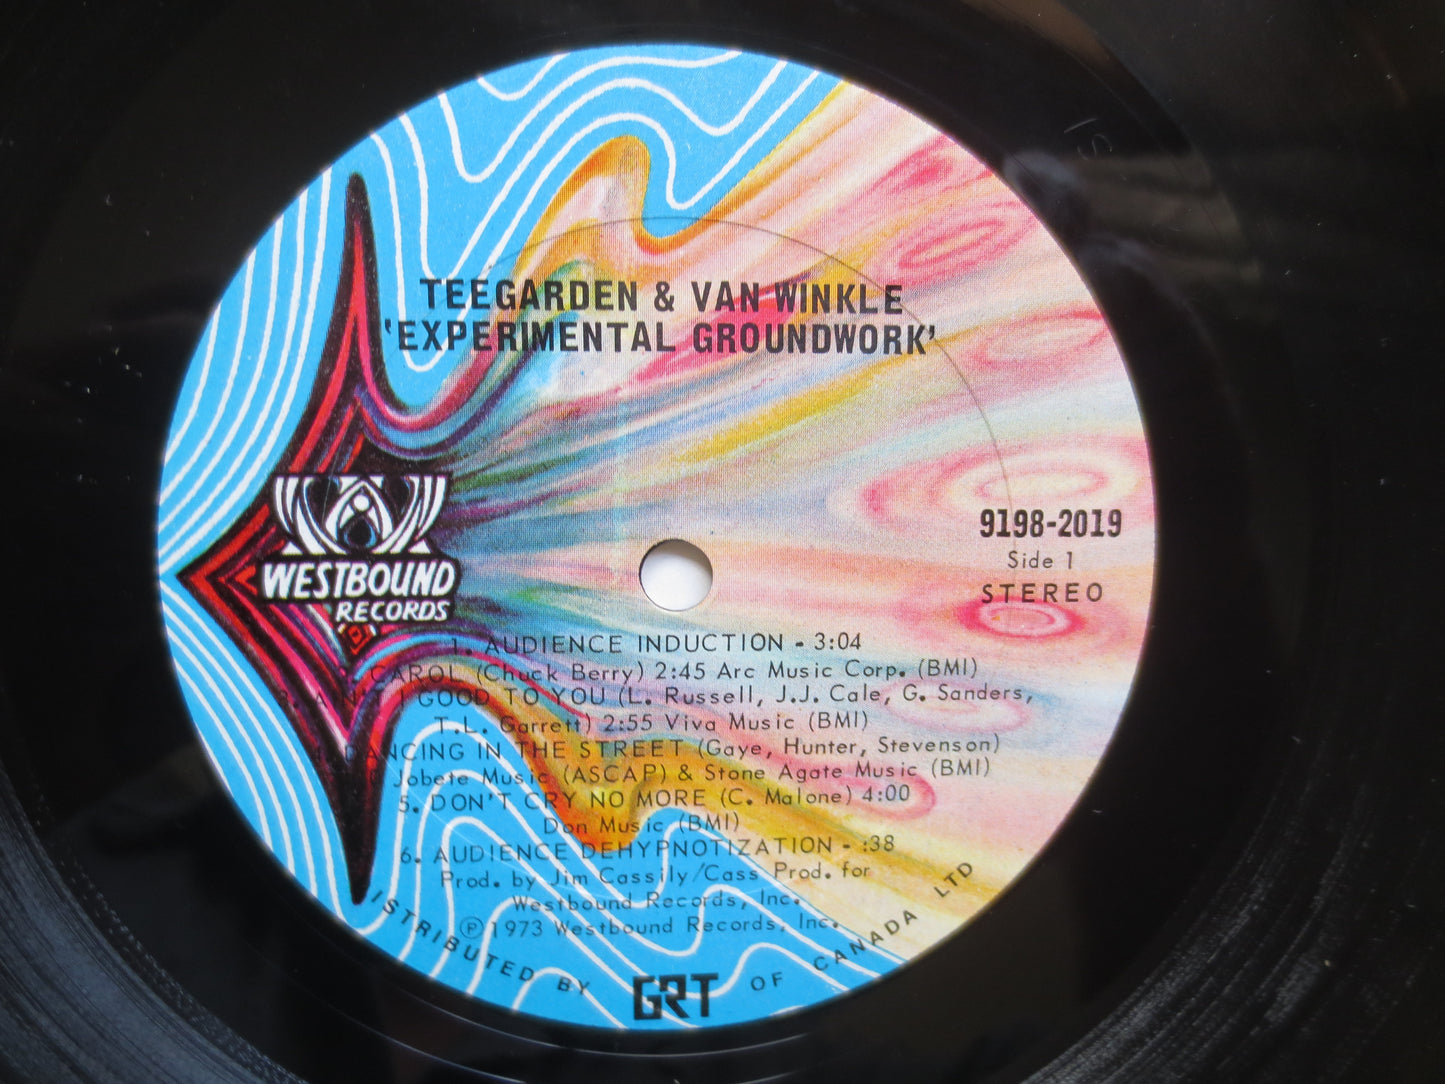 TEEGARDEN & VAN WINKLE
'EXPERIMENTAL GROUNDWORK'
9198-2019
Side 1
STEREO
WESTBOUND
RECORDS
1. AUDIENCE INDUCTION - 3:04
CAROL (Chuck Berry) 2:45 Arc Music Corp. (BMI)
3. AIN'T I GOOD TO YOU (L. Russell, J.J. Cale, G. Sanders,
T.L. Garrett) 2:55 Viva Music (BMI)
4. DANCING IN THE STREET (Gaye, Hunter, Stevenson)
Jobete Music (ASCAP) & Stone Agate Music (BMI)
5. DON'T CRY NO MORE (C. Malone) 4:00
Don Music (BMI)
6. AUDIENCE DEHYPNOTIZATION - :38
Prod. by Jim Cassily/Cass Prod. for
Westbound Records, Inc.
Ⓟ1973 Westbound Records, Inc.
ISTRIBUTED BY GRT OF CANADA LTD